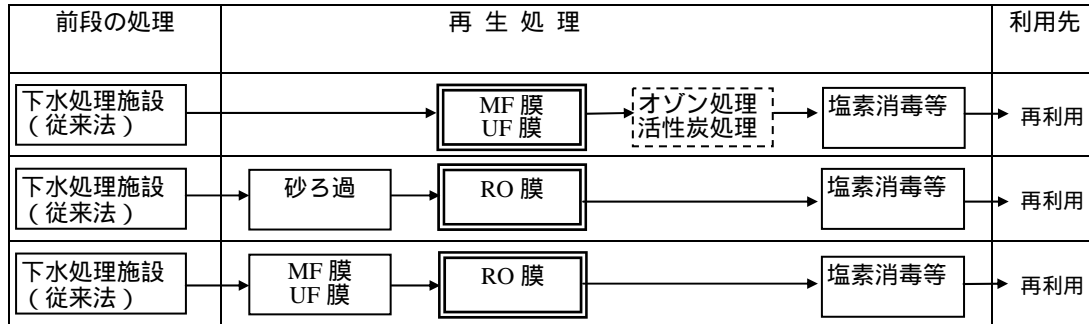 前段の処理
再 生 処 理
利用先
下水処理施設
(従来法)
MF 膜
UF 膜
オゾン処理
活性炭処理
塩素消毒等
再利用
下水処理施設
(従来法)
砂ろ過
RO 膜
塩素消毒等
再利用
下水処理施設
(従来法)
MF 膜
UF 膜
RO 膜
塩素消毒等
再利用